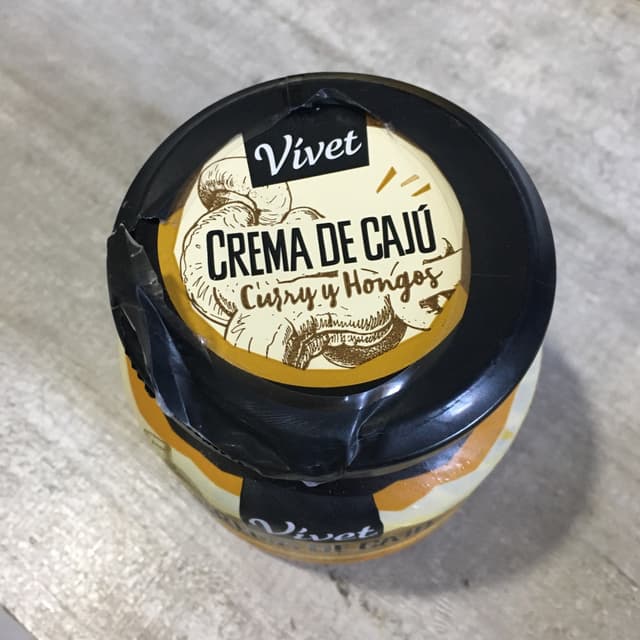 Vívet
CREMA DE CAJÚ
Curry y Hongos
Vívet